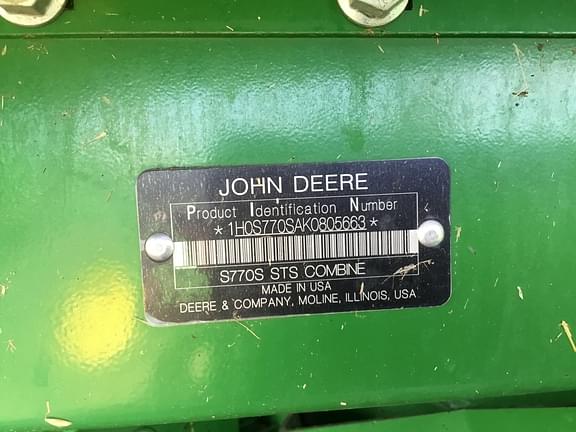 JOHN DEERE
Product Identification Number
*1H0S770SAK0805663*
S770S STS COMBINE
MADE IN USA
DEERE & COMPANY, MOLINE, ILLINOIS, USA